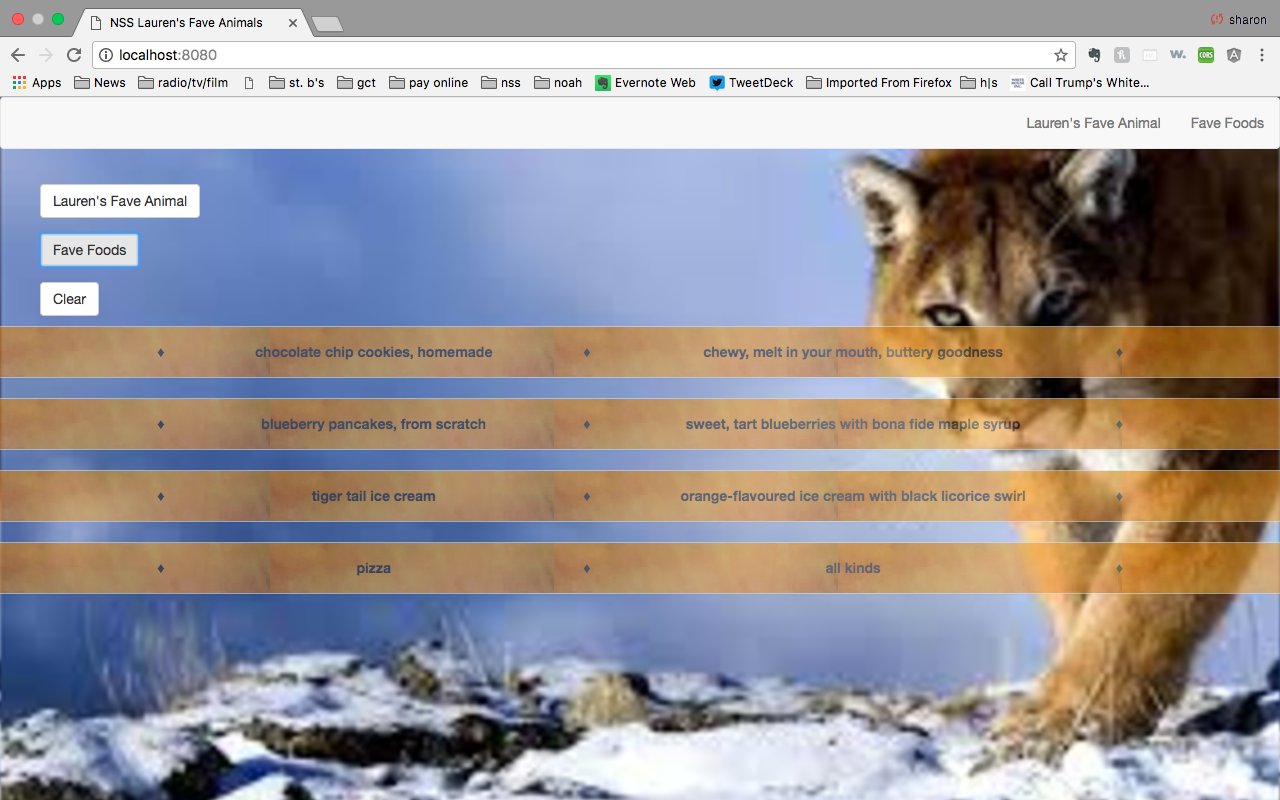 NSS Lauren's Fave Animals
sharon
localhost:8080
W. CORS A
Apps News radio/tv/film st. b's gct pay online nss noah Evernote Web TweetDeck Imported From Firefox h|s Call Trump's White...
Lauren's Fave Animal Fave Foods
Lauren's Fave Animal
Fave Foods
Clear
♦ chocolate chip cookies, homemade ♦ chewy, melt in your mouth, buttery goodness ♦
♦ blueberry pancakes, from scratch ♦ sweet, tart blueberries with bona fide maple syrup ♦
♦ tiger tail ice cream ♦ orange-flavoured ice cream with black licorice swirl ♦
♦ pizza ♦ all kinds ♦